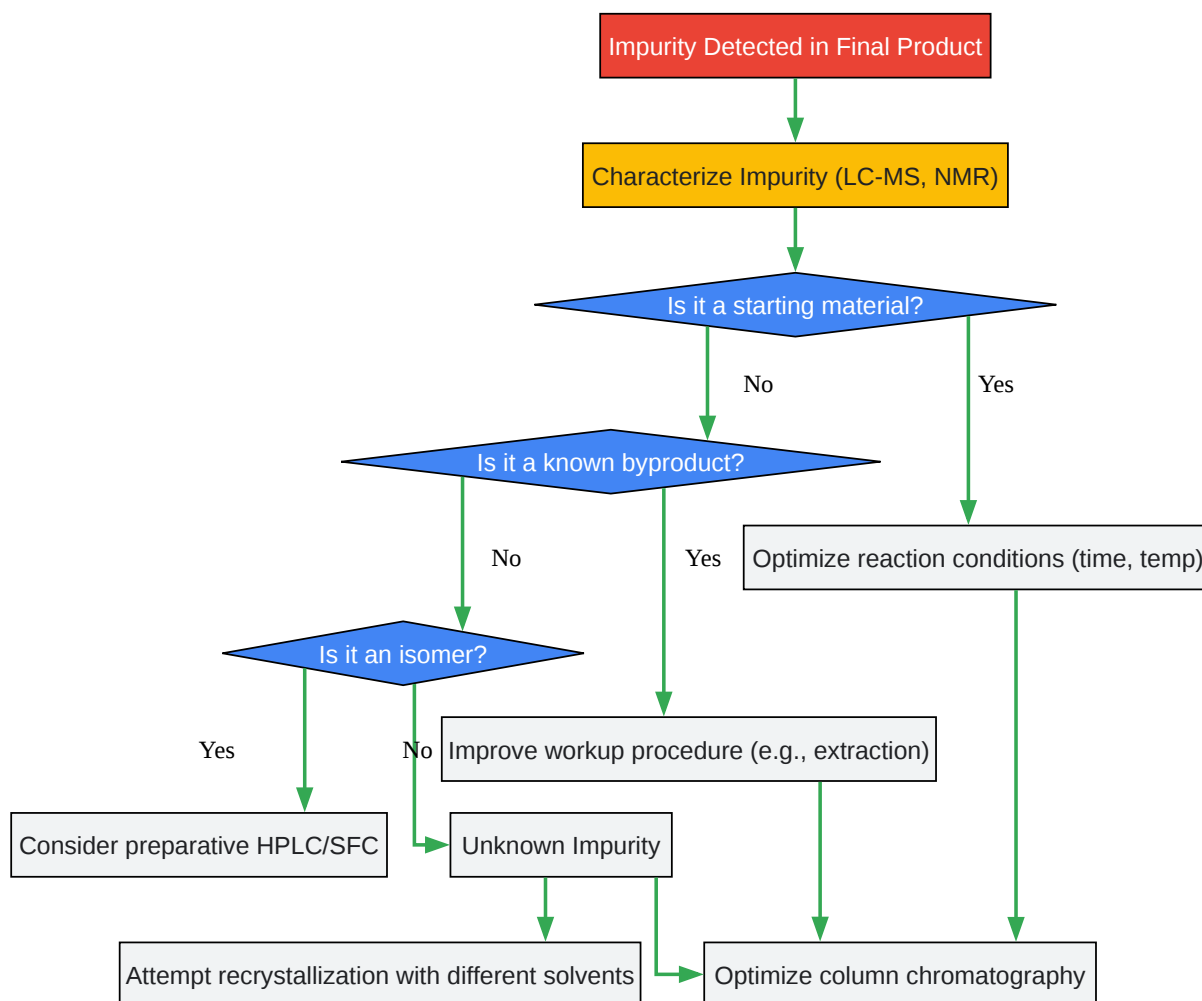 Impurity Detected in Final Product
Characterize Impurity (LC-MS, NMR)
Is it a starting material?
No
Yes
Is it a known byproduct?
No
Yes
Optimize reaction conditions (time, temp)
Is it an isomer?
Yes
No
Improve workup procedure (e.g., extraction)
Consider preparative HPLC/SFC
Unknown Impurity
Attempt recrystallization with different solvents
Optimize column chromatography